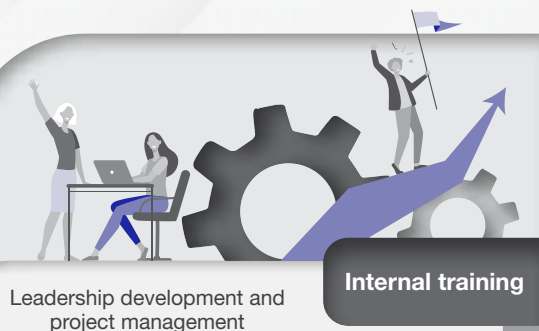 Internal training
Leadership development and
project management